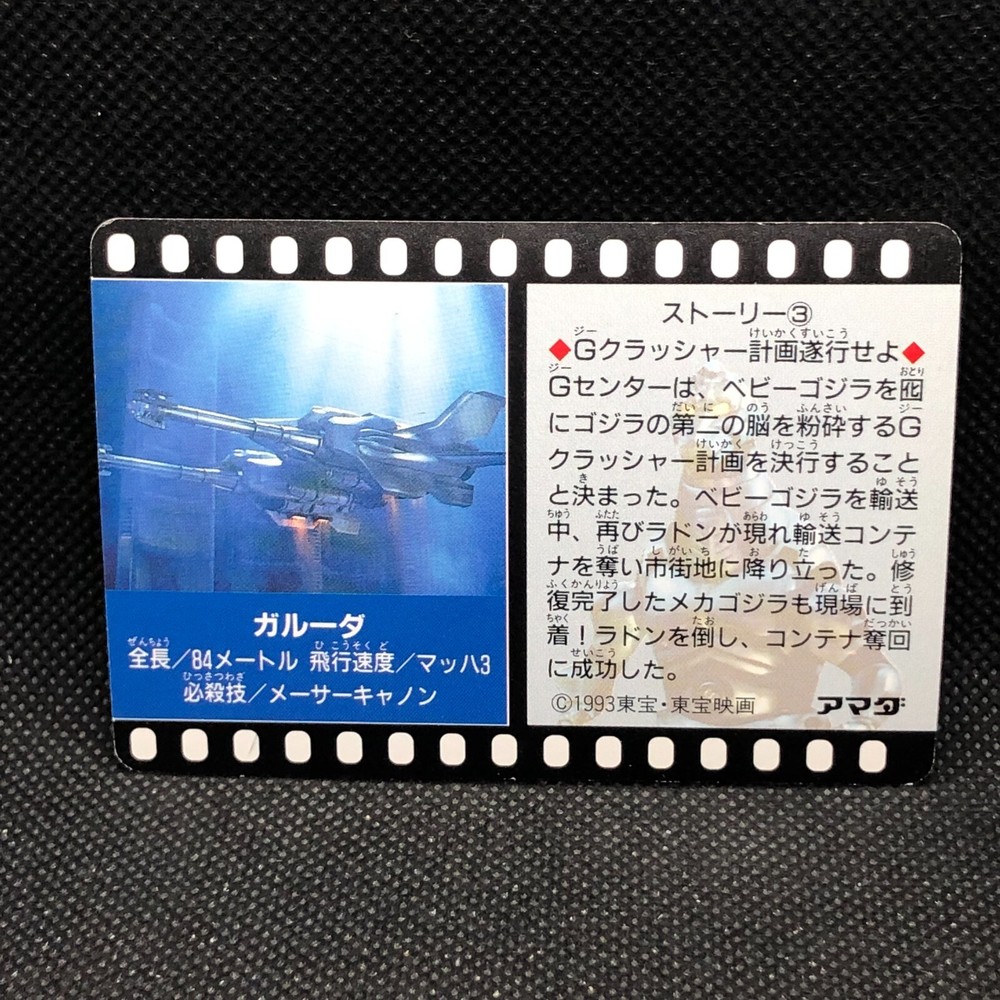 ガルーダ
全長／84メートル 飛行速度／マッハ3
必殺技／メーサーキャノン
ストーリー③
◆Gクラッシャー計画遂行せよ◆
Gセンターは、ベビーゴジラを囮
にゴジラの第二の脳を粉砕するG
クラッシャー計画を決行すること
と決まった。ベビーゴジラを輸送
中、再びラドンが現れ輸送コンテ
ナを奪い市街地に降り立った。修
復完了したメカゴジラも現場に到
着！ラドンを倒し、コンテナ奪回
に成功した。
©1993東宝・東宝映画 アマダ